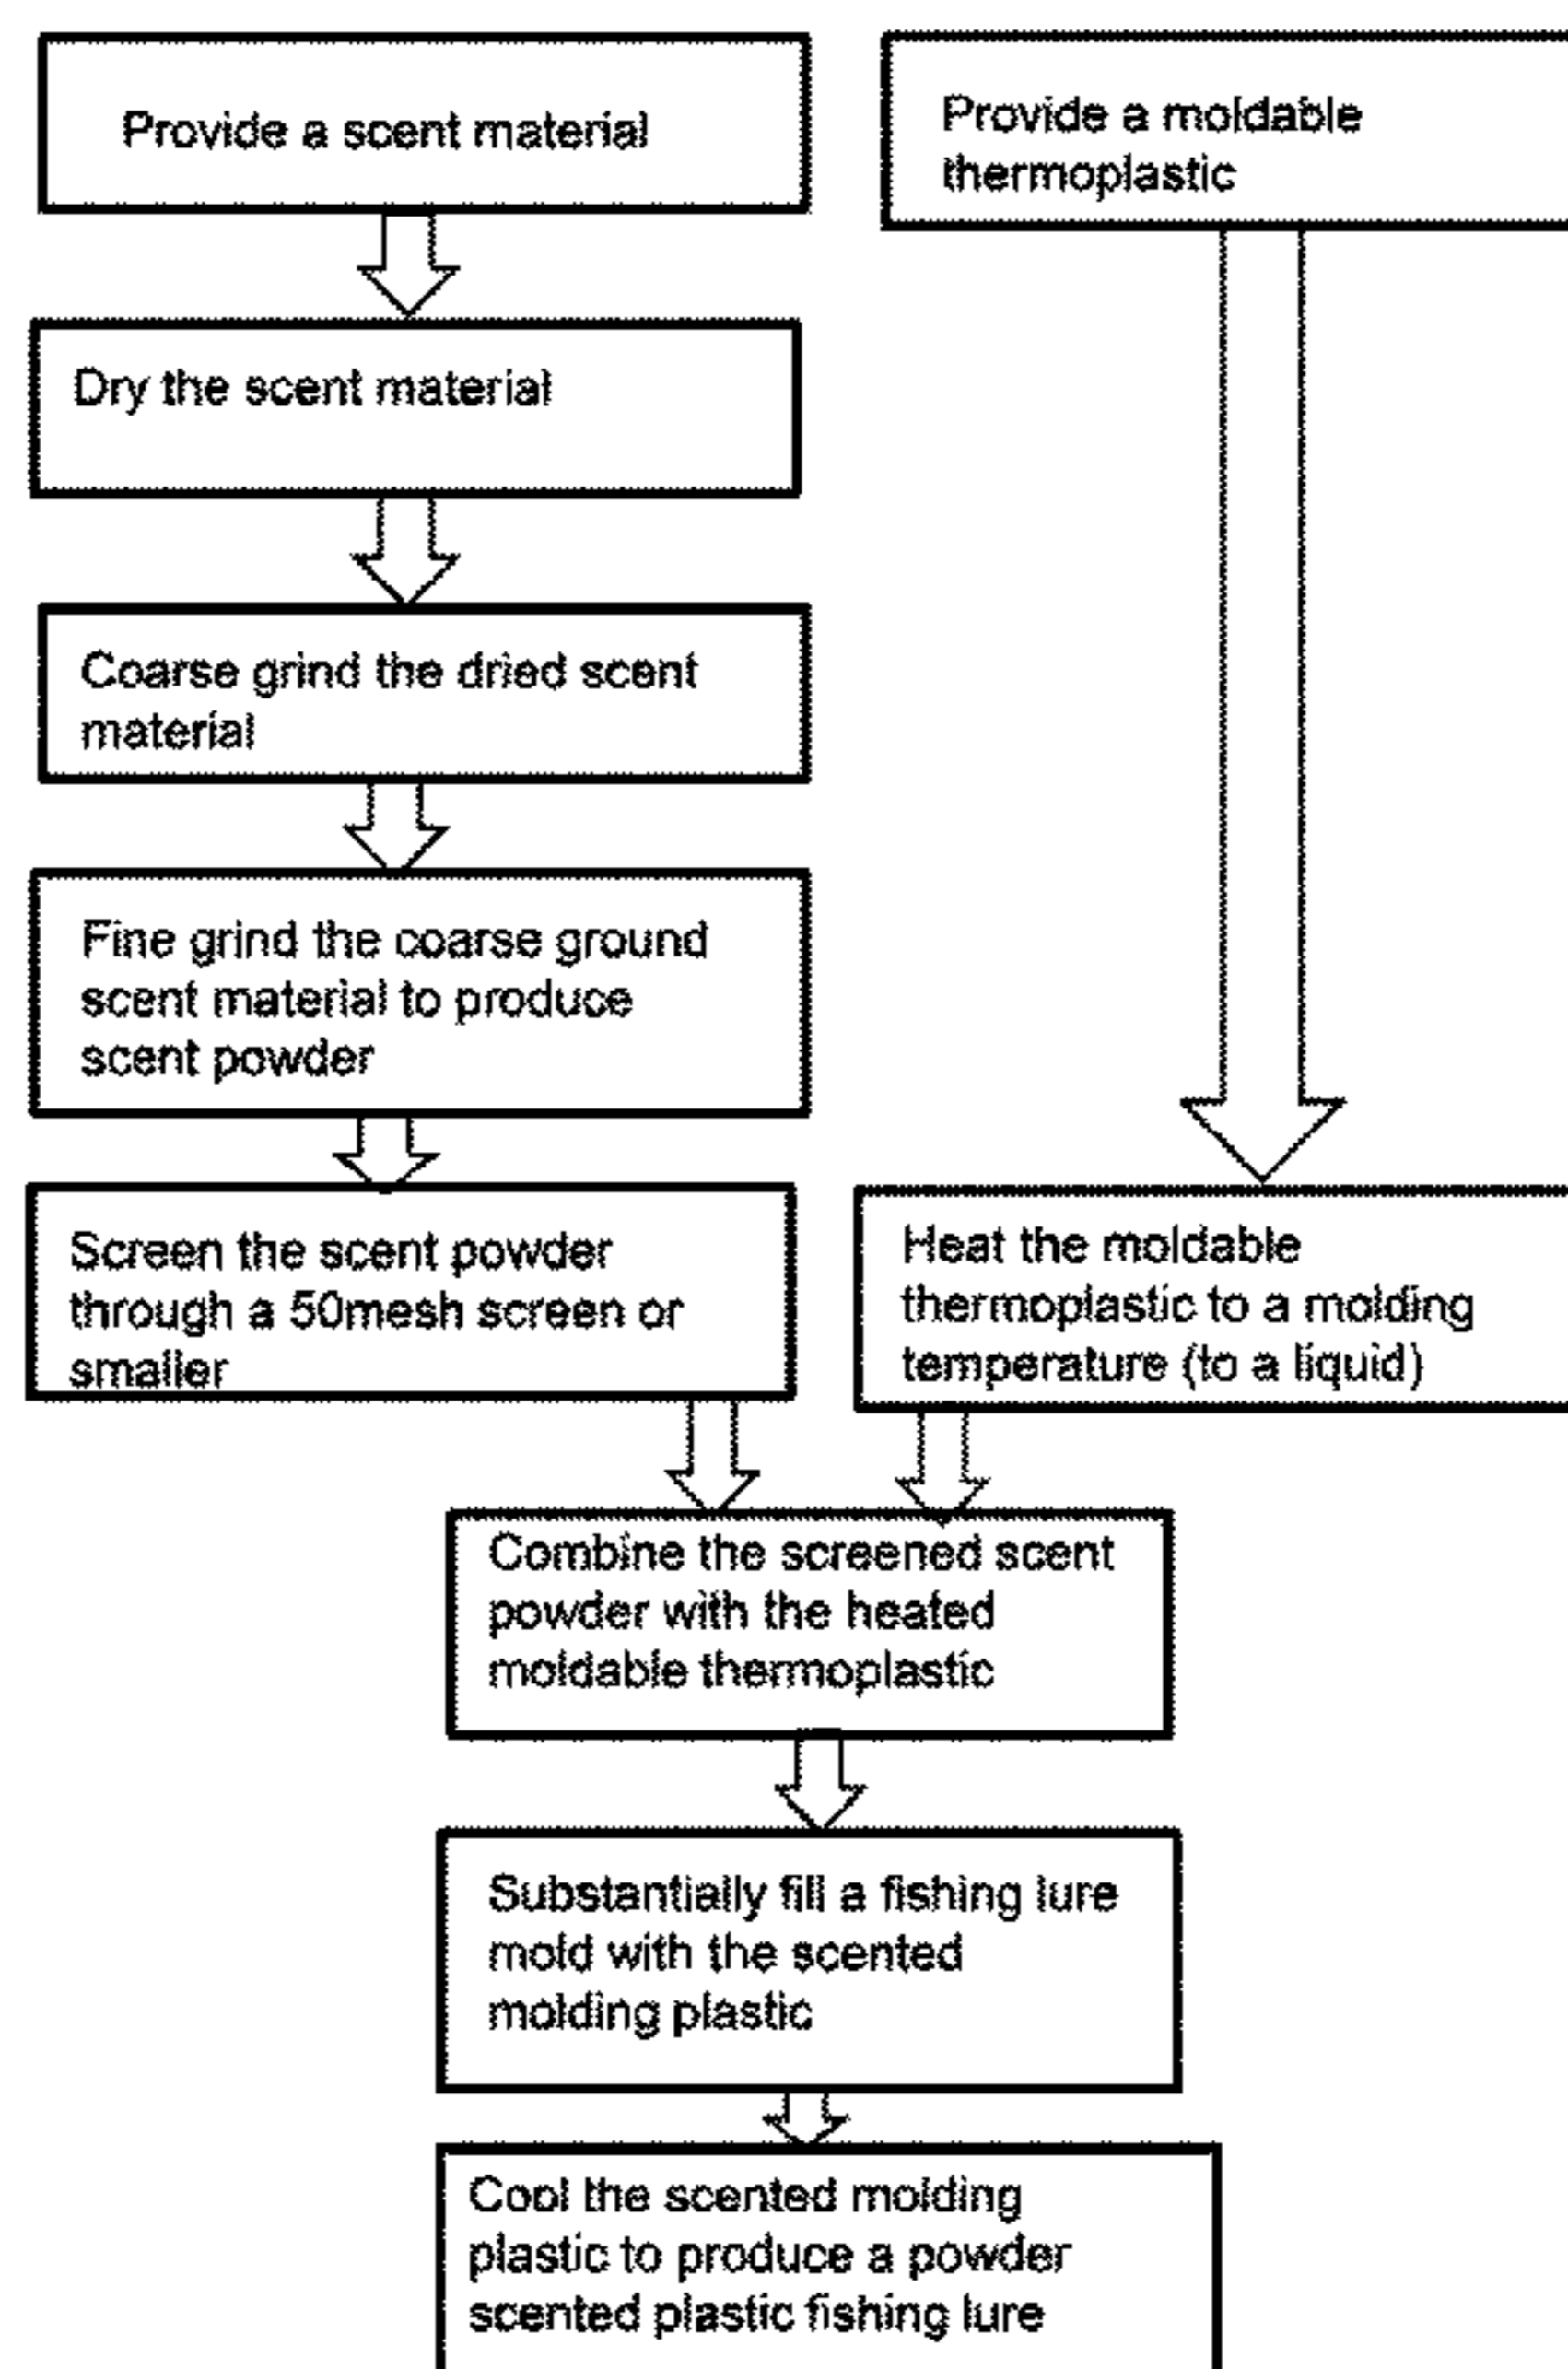 Provide a scent material
Provide a moldable
thermoplastic
Dry the scent material
Coarse grind the dried scent
material
Fine grind the coarse ground
scent material to produce
scent powder
Screen the scent powder
through a 50mesh screen or
smaller
Heat the moldable
thermoplastic to a molding
temperature (to a liquid)
Combine the screened scent
powder with the heated
moldable thermoplastic
Substantially fill a fishing lure
mold with the scented
molding plastic
Cool the scented molding
plastic to produce a powder
scented plastic fishing lure